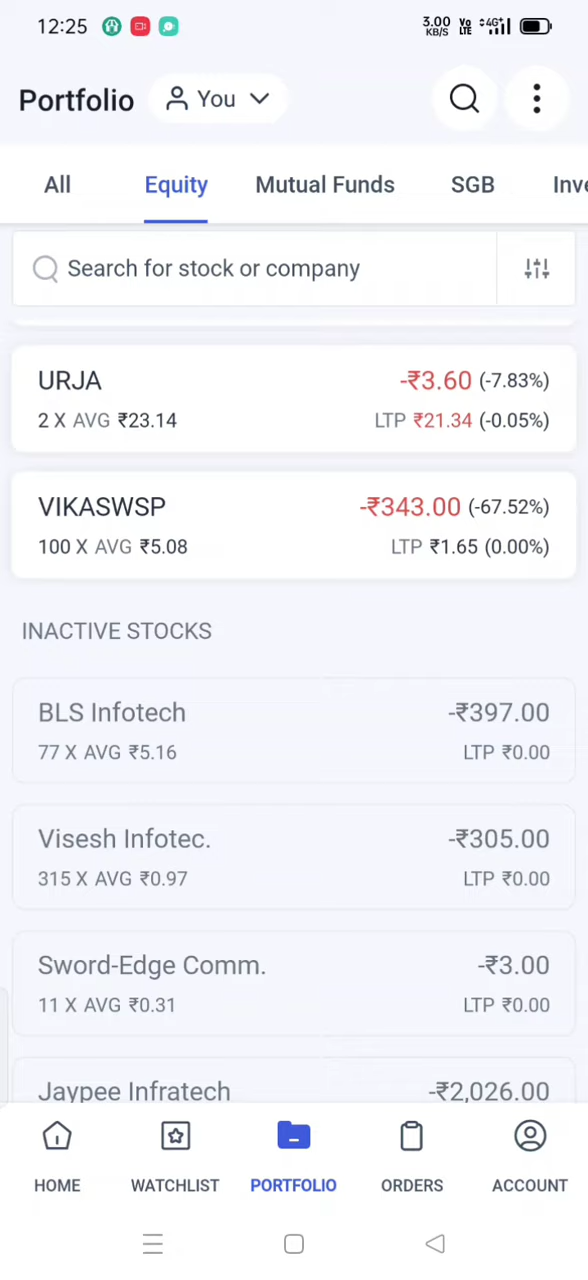 12:25
3.00 KB/S
Vo LTE
4G+
Portfolio
You
All Equity Mutual Funds SGB Inve
Search for stock or company
URJA -₹3.60 (-7.83%)
2 X AVG ₹23.14 LTP ₹21.34 (-0.05%)
VIKASWSP -₹343.00 (-67.52%)
100 X AVG ₹5.08 LTP ₹1.65 (0.00%)
INACTIVE STOCKS
BLS Infotech -₹397.00
77 X AVG ₹5.16 LTP ₹0.00
Visesh Infotec. -₹305.00
315 X AVG ₹0.97 LTP ₹0.00
Sword-Edge Comm. -₹3.00
11 X AVG ₹0.31 LTP ₹0.00
Jaypee Infratech -₹2,026.00
HOME WATCHLIST PORTFOLIO ORDERS ACCOUNT